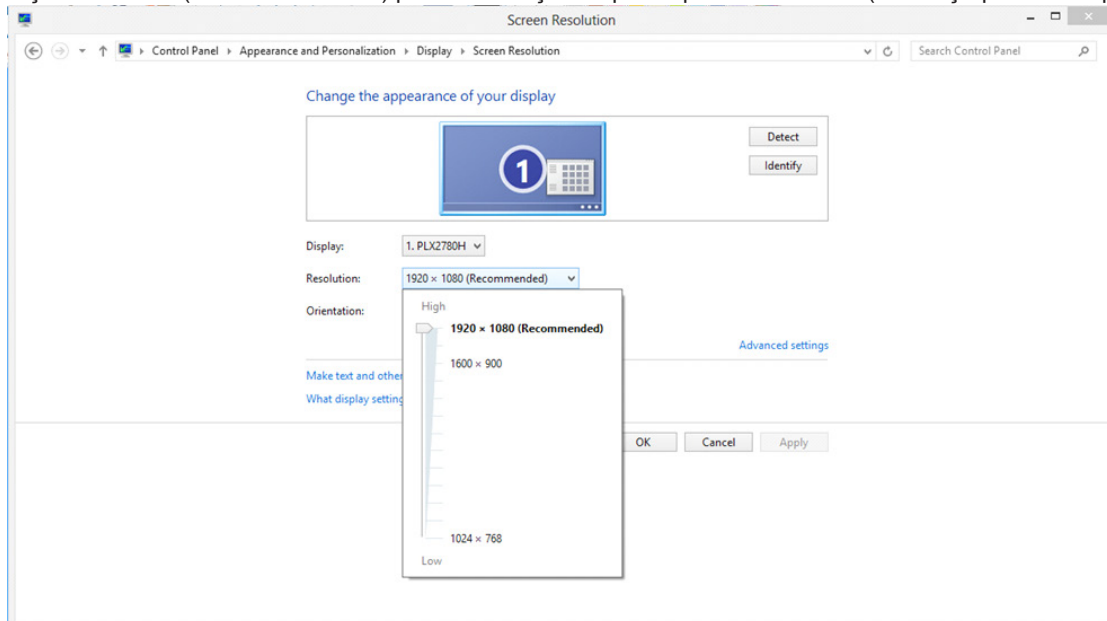 Screen Resolution
Control Panel Appearance and Personalization Display Screen Resolution Search Control Panel
Change the appearance of your display
1
Detect
Identify
Display: 1. PLX2780H
Resolution: 1920 × 1080 (Recommended)
Orientation:
High
1920 × 1080 (Recommended)
1600 × 900
1024 × 768
Low
Advanced settings
Make text and other
What display setting
OK Cancel Apply